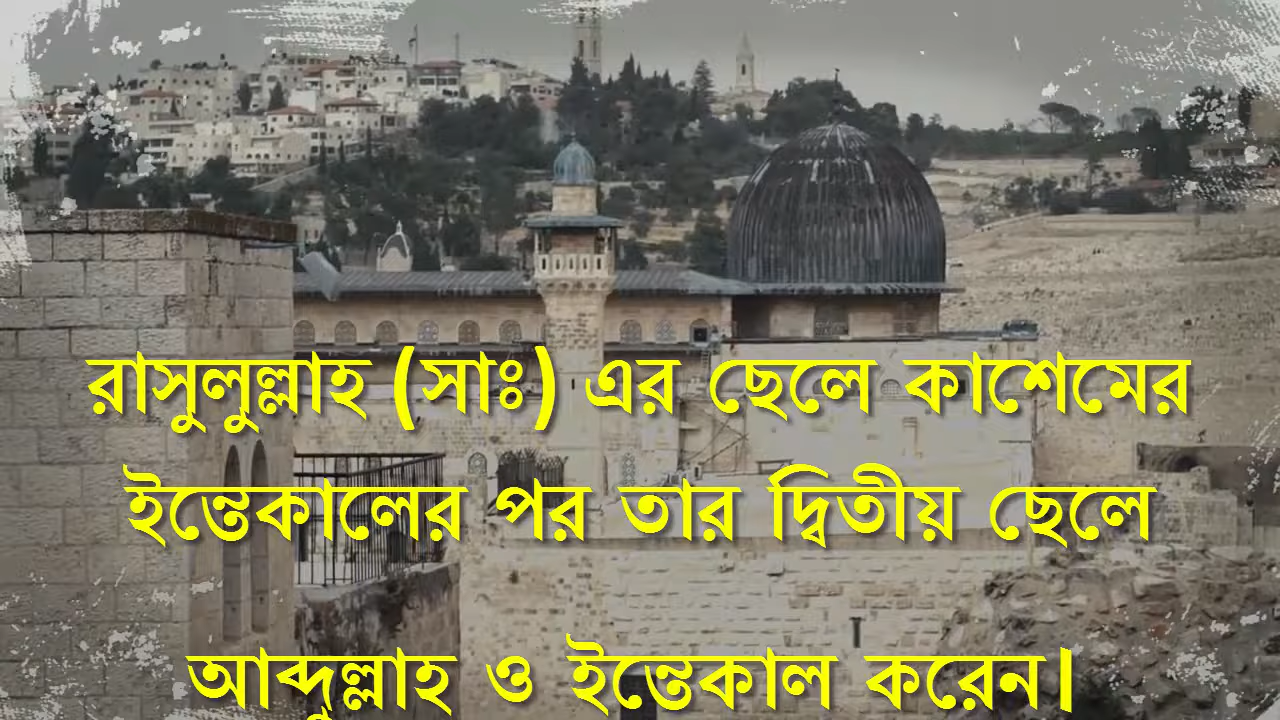 রাসুলুল্লাহ (সাঃ) এর ছেলে কাশেমের
ইন্তেকালের পর তার দ্বিতীয় ছেলে
আব্দুল্লাহ ও ইন্তেকাল করেন।